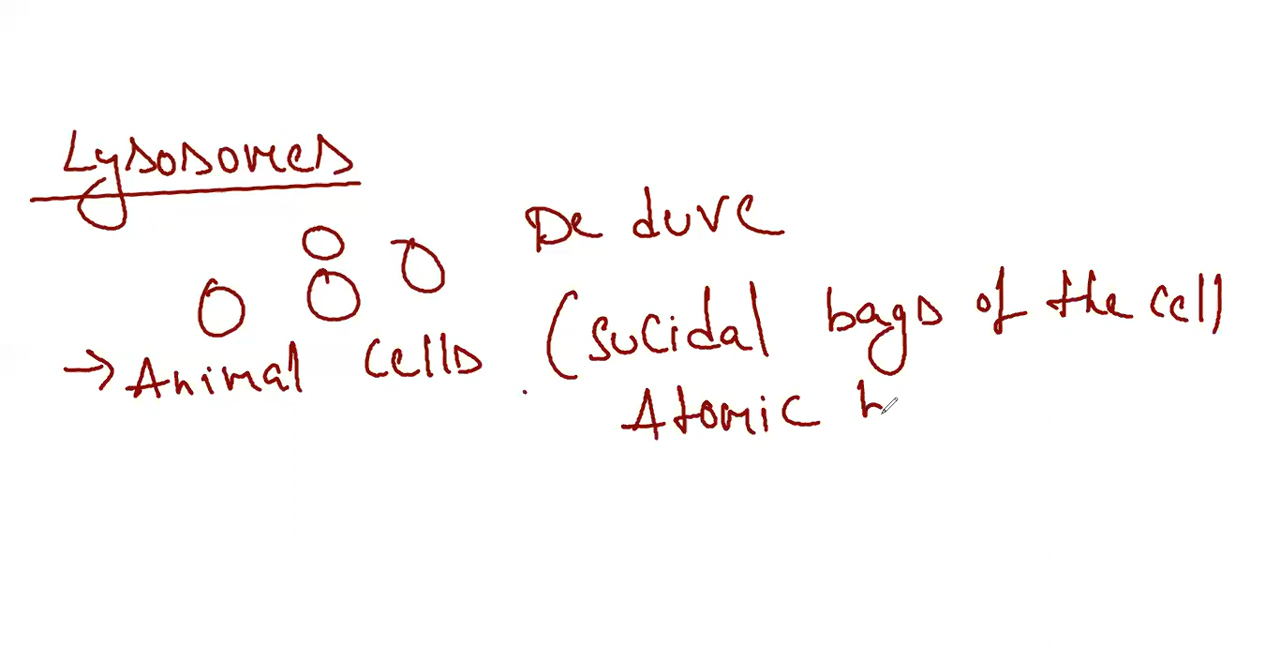 Lysosomes
De duve
(sucidal bags of the cell
→ Animal cells.
Atomic